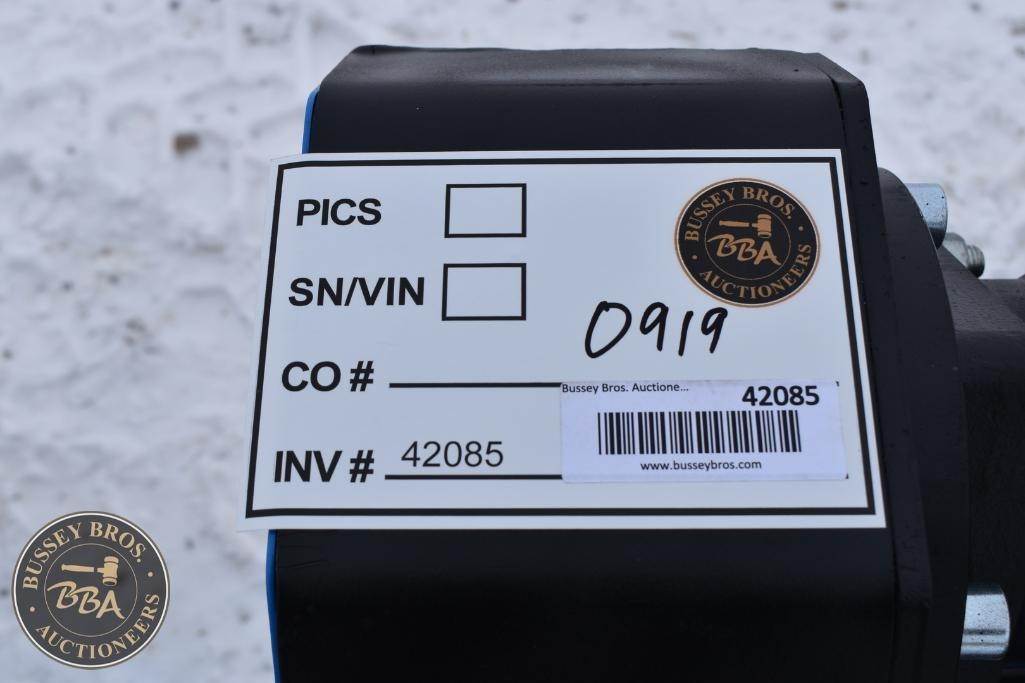 PICS
BUSSEY BROS.
BBA
AUCTIONEERS
SN/VIN
0919
CO #
Bussey Bros. Auctione...
42085
www.busseybros.com
INV # 42085
BUSSEY BROS.
BBA
AUCTIONEERS